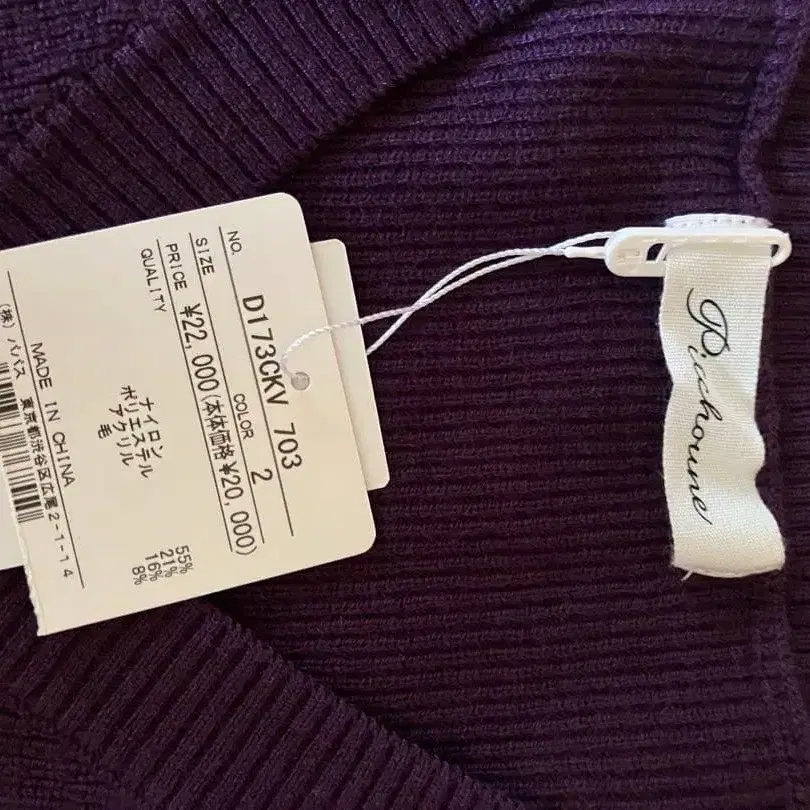 NO. D173CKV 703
SIZE COLOR 2
PRICE ¥22,000(本体価格¥20,000)
QUALITY
ナイロン 55%
ポリエステル 21%
アクリル 16%
毛 8%
MADE IN CHINA
(株) パパス 東京都渋谷区広尾2-1-14
Picchoune